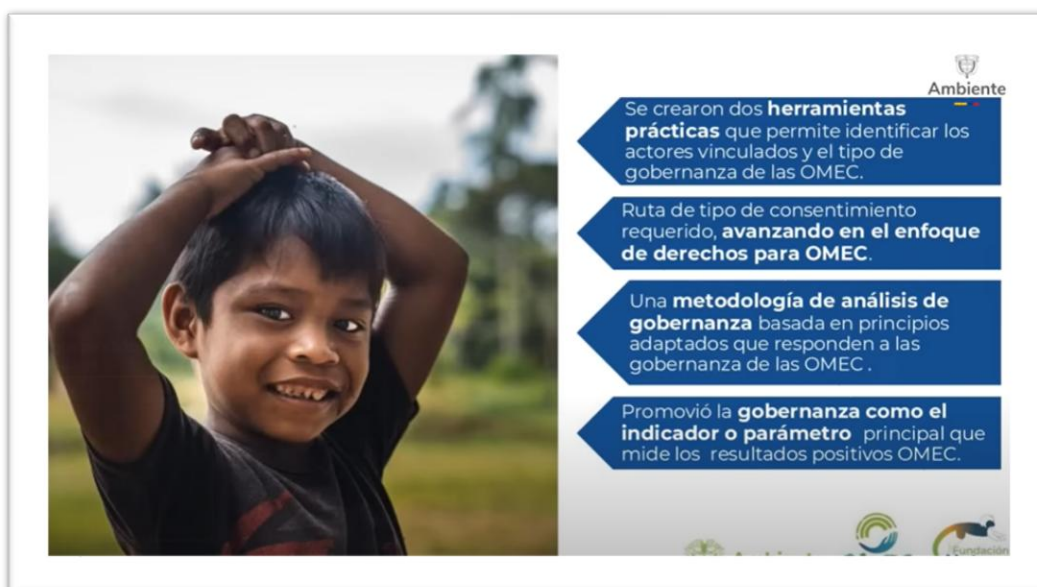 Ambiente
Se crearon dos herramientas
prácticas que permite identificar los
actores vinculados y el tipo de
gobernanza de las OMEC.
Ruta de tipo de consentimiento
requerido, avanzando en el enfoque
de derechos para OMEC.
Una metodología de análisis de
gobernanza basada en principios
adaptados que responden a las
gobernanza de las OMEC .
Promovió la gobernanza como el
indicador o parámetro principal que
mide los resultados positivos OMEC.
Fundación